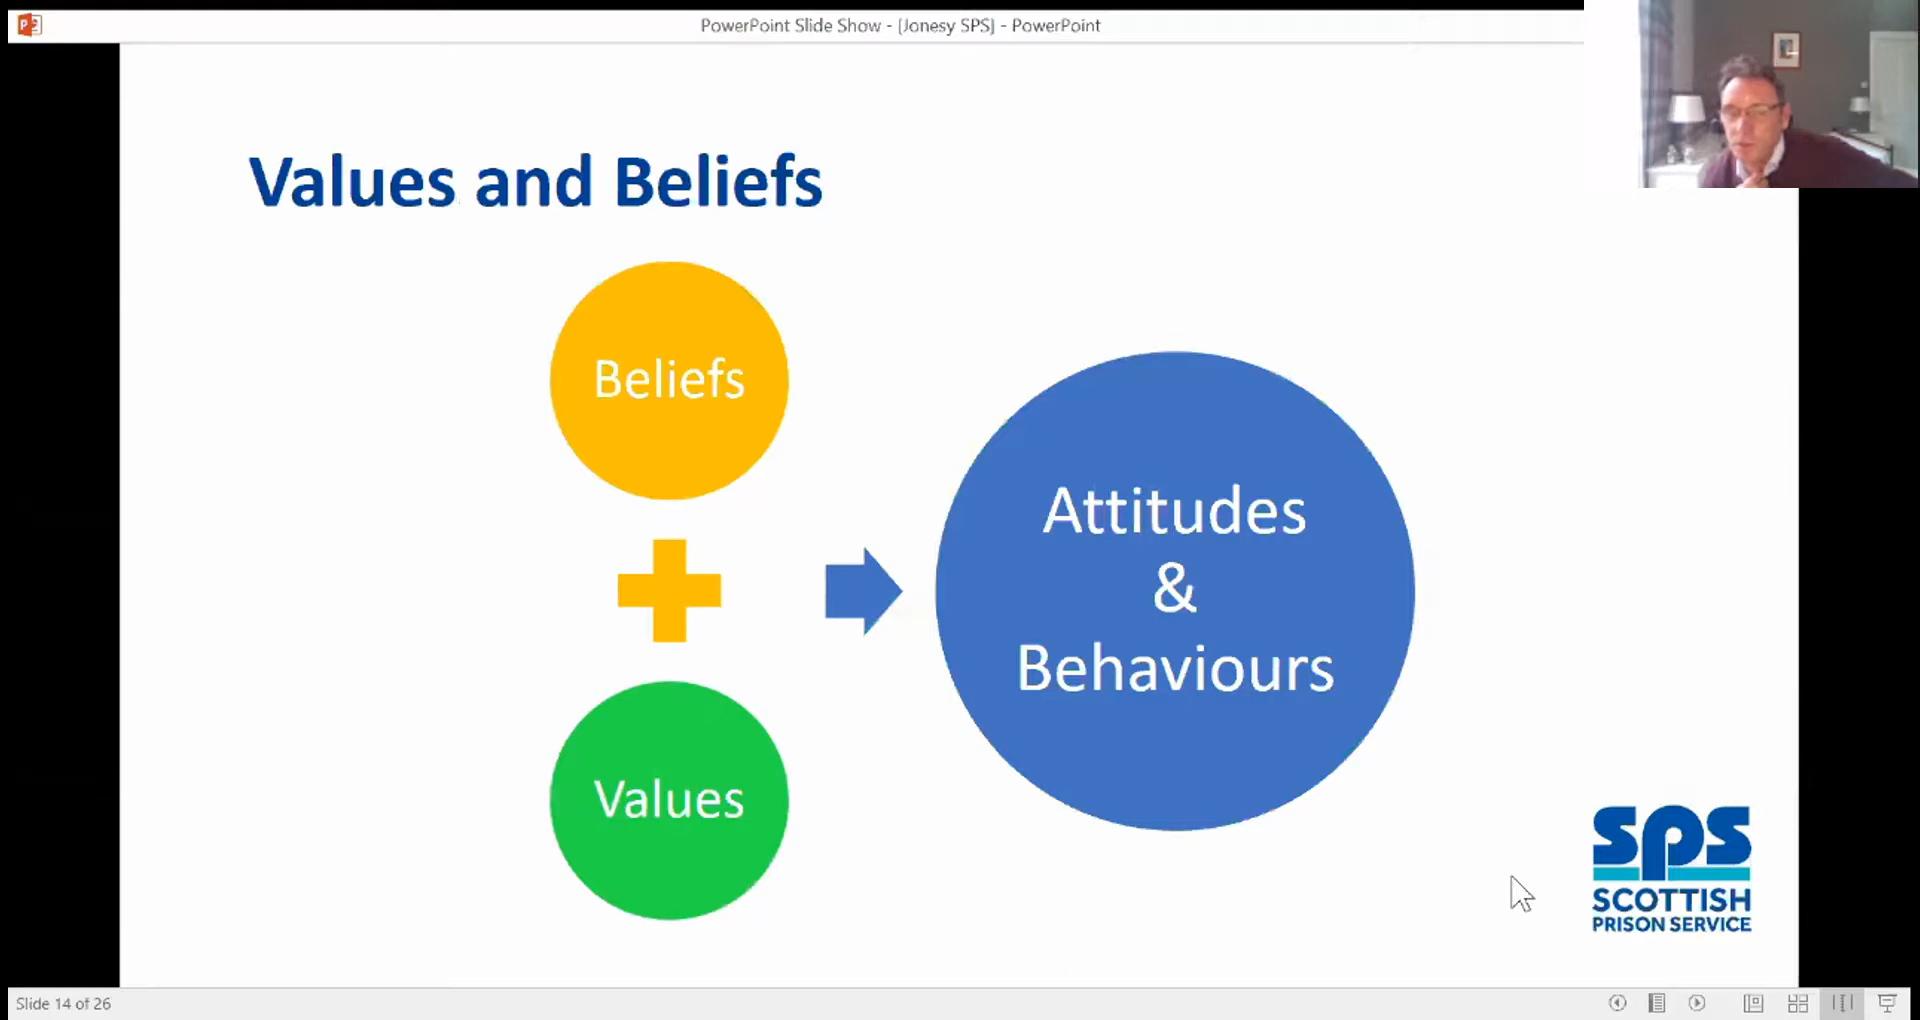 PowerPoint Slide Show - [Jonesy SPS] - PowerPoint
Values and Beliefs
Beliefs
Values
Attitudes
&
Behaviours
SPS
SCOTTISH
PRISON SERVICE
Slide 14 of 26